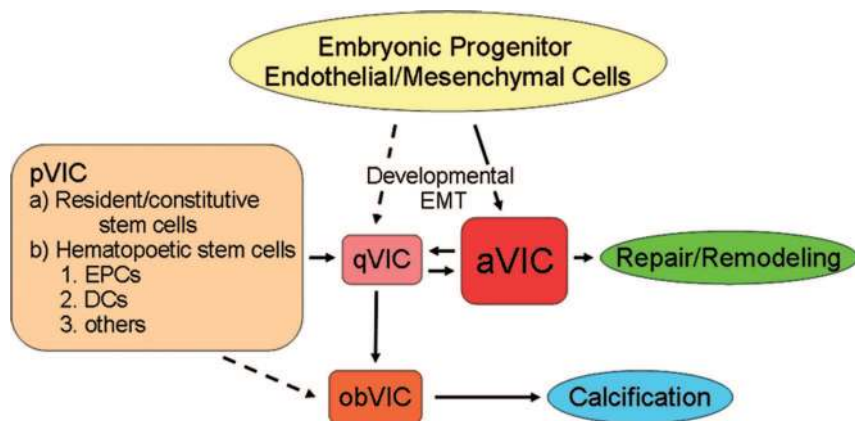 Embryonic Progenitor
Endothelial/Mesenchymal Cells
Developmental
EMT
pVIC
a) Resident/constitutive
stem cells
b) Hematopoetic stem cells
1. EPCs
2. DCs
3. others
qVIC
aVIC
Repair/Remodeling
obVIC
Calcification